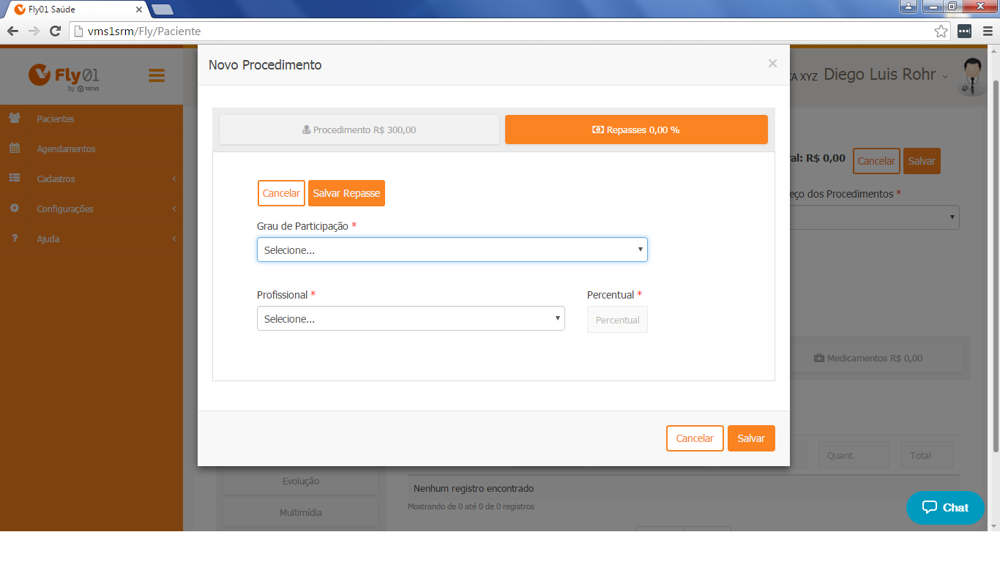 Fly01 Saúde
vms1srm/Fly/Paciente
Fly01
by TOTVS
Novo Procedimento
CA XYZ Diego Luis Rohr
Pacientes
Agendamentos
Cadastros
Configurações
Ajuda
Procedimento R$ 300,00
Repasses 0,00 %
al: R$ 0,00
Cancelar
Salvar
eço dos Procedimentos *
Cancelar
Salvar Repasse
Grau de Participação *
Selecione...
Profissional *
Percentual *
Selecione...
Percentual
Medicamentos R$ 0,00
Cancelar
Salvar
Quant.
Total
Evolução
Nenhum registro encontrado
Multimídia
Mostrando de 0 até 0 de 0 registros
Chat